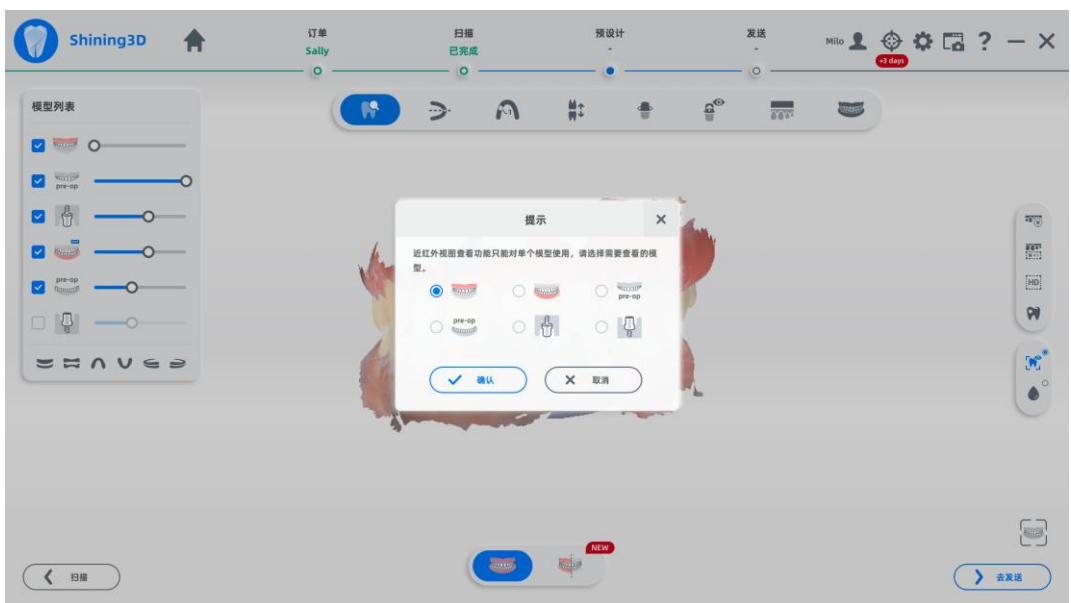 Shining3D
订单
Sally
扫描
已完成
预设计
-
发送
-
Milo
+3 days
?
模型列表
pre-op
pre-op
提示
近红外视图查看功能只能对单个模型使用，请选择需要查看的模
型。
pre-op
pre-op
确认
取消
HD
NEW
扫描
去发送